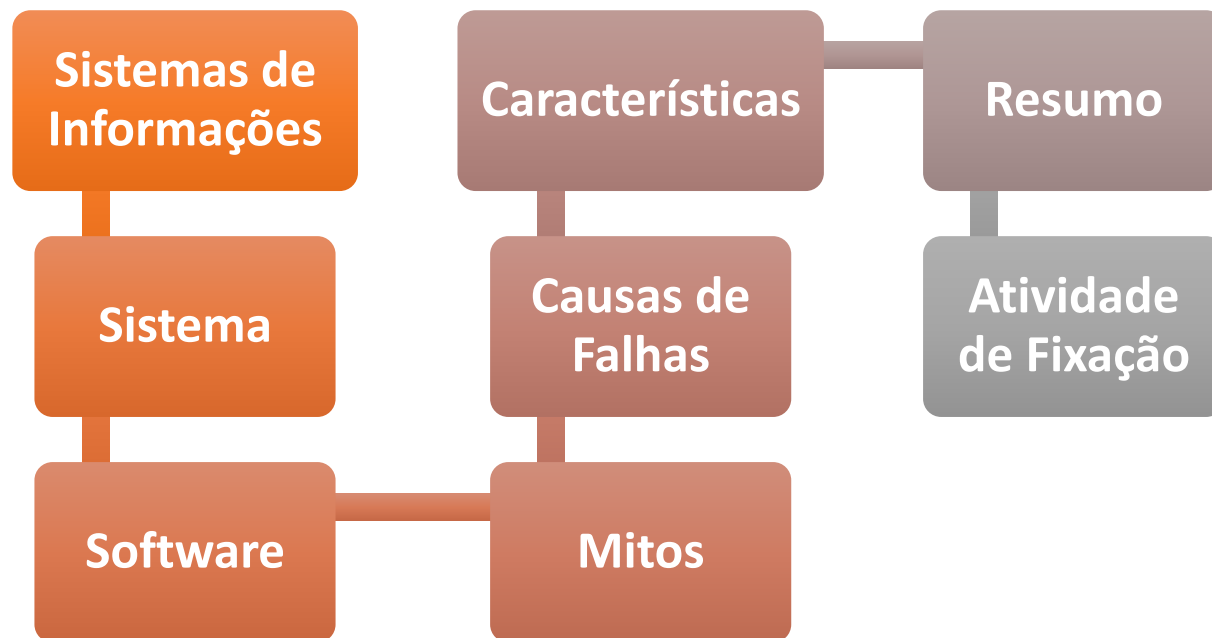 Sistemas de
Informações
Sistema
Software
Mitos
Causas de
Falhas
Características
Resumo
Atividade
de Fixação